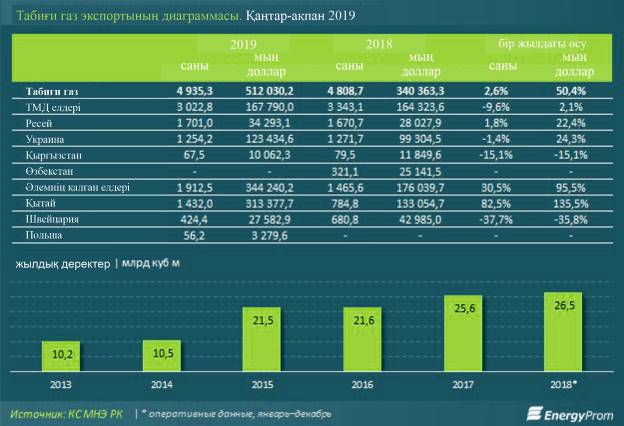 Табиғи газ экспортының диаграммасы. Қаңтар-ақпан 2019
2019 2018 бір жылдағы өсу
саны мың доллар саны мың доллар саны мың доллар
Табиғи газ 4 935,3 512 030,2 4 808,7 340 363,3 2,6% 50,4%
ТМД елдері 3 022,8 167 790,0 3 343,1 164 323,6 -9,6% 2,1%
Ресей 1 701,0 34 293,1 1 670,7 28 027,9 1,8% 22,4%
Украина 1 254,2 123 434,6 1 271,7 99 304,5 -1,4% 24,3%
Қырғызстан 67,5 10 062,3 79,5 11 849,6 -15,1% -15,1%
Өзбекстан - - 321,1 25 141,5 - -
Әлемнің калган елдері 1 912,5 344 240,2 1 465,6 176 039,7 30,5% 95,5%
Қытай 1 432,0 313 377,7 784,8 133 054,7 82,5% 135,5%
Швейцария 424,4 27 582,9 680,8 42 985,0 -37,7% -35,8%
Польша 56,2 3 279,6 - - - -
жылдық деректер | млрд куб м
10,2 10,5 21,5 21,6 25,6 26,5
2013 2014 2015 2016 2017 2018*
Источник: КС МНЭ РК | * оперативные данные, январь–декабрь
EnergyProm